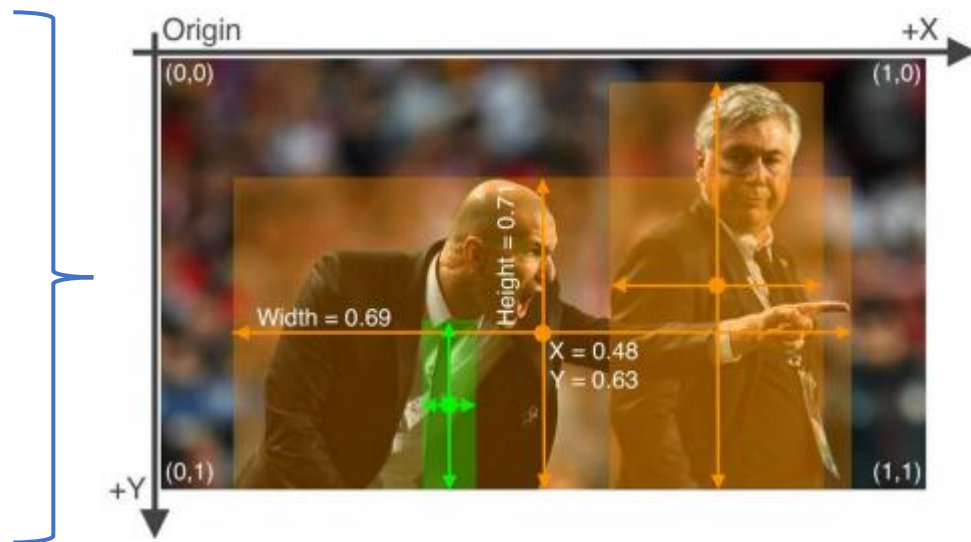 Origin
+X
(0,0)
(1,0)
Height = 0.7
Width = 0.69
X = 0.48
Y = 0.63
(0,1)
(1,1)
+Y